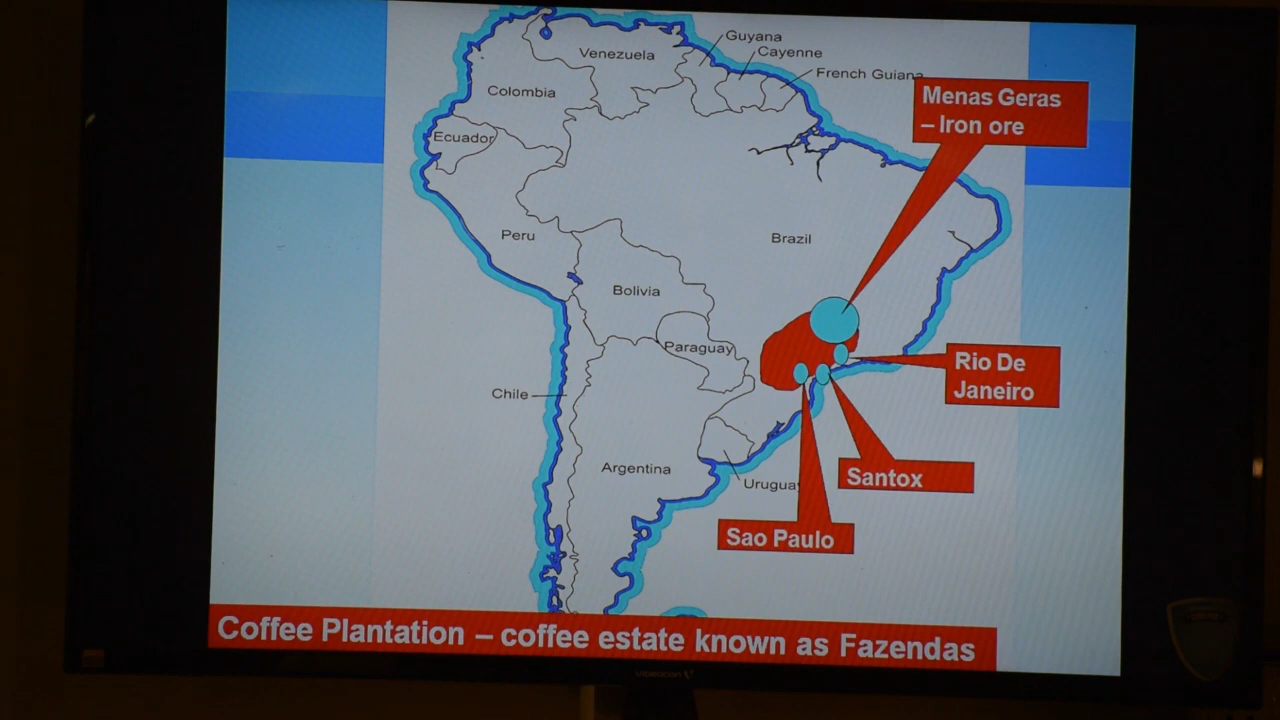 Guyana
Venezuela
Cayenne
French Guiana
Colombia
Menas Geras
– Iron ore
Ecuador
Peru
Brazil
Bolivia
Paraguay
Rio De
Janeiro
Chile
Argentina
Santox
Uruguay
Sao Paulo
Coffee Plantation – coffee estate known as Fazendas
VIDEOCON